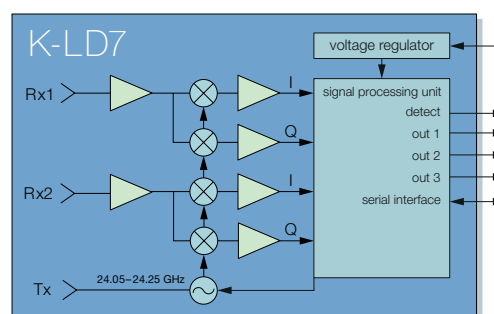 K-LD7
voltage regulator
Rx1
I
signal processing unit
detect
out 1
Q
out 2
Rx2
I
out 3
serial interface
Q
24.05–24.25 GHz
Tx